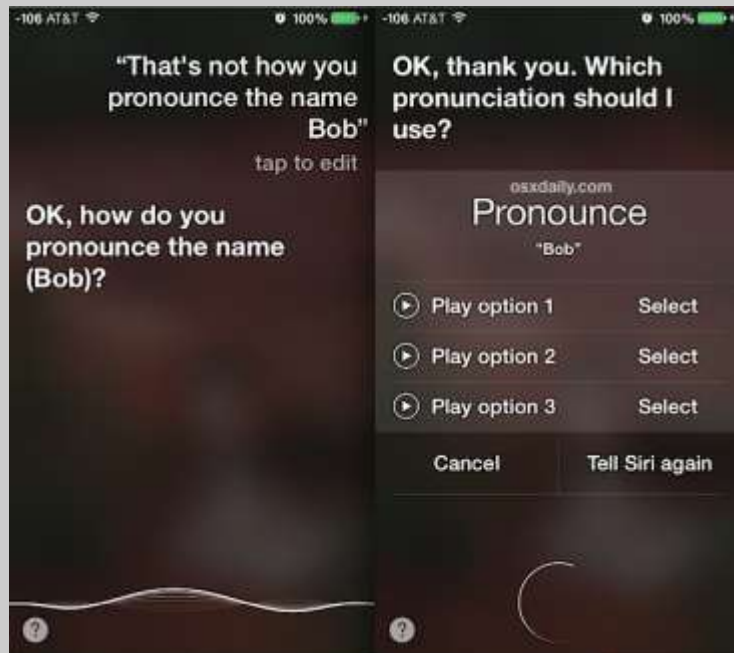 -106 AT&T 100%
“That's not how you
pronounce the name
Bob”
tap to edit
OK, how do you
pronounce the name
(Bob)?
?
-106 AT&T 100%
OK, thank you. Which
pronunciation should I
use?
osxdaily.com
Pronounce
“Bob”
Play option 1 Select
Play option 2 Select
Play option 3 Select
Cancel Tell Siri again
?